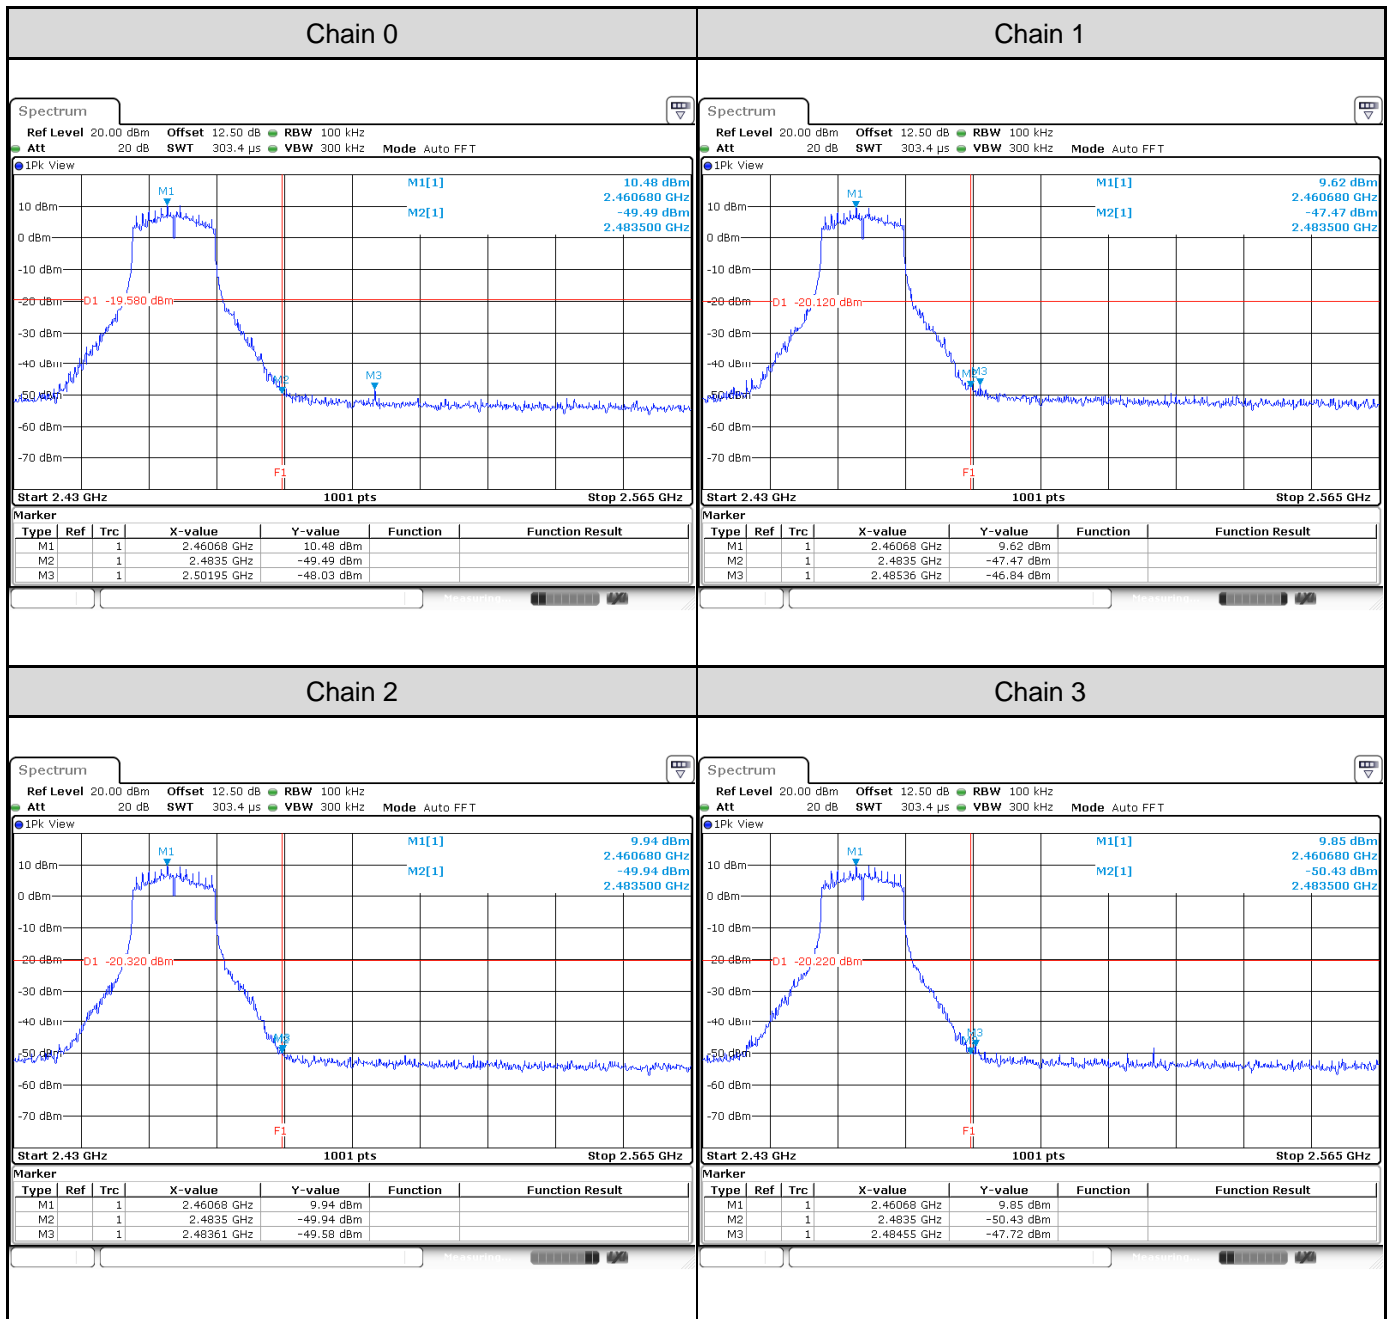 Chain 0
Spectrum
Ref Level 20.00 dBm Offset 12.50 dB RBW 100 kHz
Att 20 dB SWT 303.4 µs VBW 300 kHz Mode Auto FFT
1Pk View
M1[1] 10.48 dBm
2.460680 GHz
M2[1] -49.49 dBm
2.483500 GHz
M1
10 dBm
0 dBm
-10 dBm
-20 dBm
D1 -19.580 dBm
-30 dBm
-40 dBm
M2
M3
-50 dBm
-60 dBm
-70 dBm
F1
Start 2.43 GHz 1001 pts Stop 2.565 GHz
Marker
Type Ref Trc X-value Y-value Function Function Result
M1 1 2.46068 GHz 10.48 dBm
M2 1 2.4835 GHz -49.49 dBm
M3 1 2.50195 GHz -48.03 dBm
Measuring...
Chain 1
Spectrum
Ref Level 20.00 dBm Offset 12.50 dB RBW 100 kHz
Att 20 dB SWT 303.4 µs VBW 300 kHz Mode Auto FFT
1Pk View
M1[1] 9.62 dBm
2.460680 GHz
M2[1] -47.47 dBm
2.483500 GHz
M1
10 dBm
0 dBm
-10 dBm
-20 dBm
D1 -20.120 dBm
-30 dBm
-40 dBm
M2
M3
-50 dBm
-60 dBm
-70 dBm
F1
Start 2.43 GHz 1001 pts Stop 2.565 GHz
Marker
Type Ref Trc X-value Y-value Function Function Result
M1 1 2.46068 GHz 9.62 dBm
M2 1 2.4835 GHz -47.47 dBm
M3 1 2.48536 GHz -46.84 dBm
Measuring...
Chain 2
Spectrum
Ref Level 20.00 dBm Offset 12.50 dB RBW 100 kHz
Att 20 dB SWT 303.4 µs VBW 300 kHz Mode Auto FFT
1Pk View
M1[1] 9.94 dBm
2.460680 GHz
M2[1] -49.94 dBm
2.483500 GHz
M1
10 dBm
0 dBm
-10 dBm
-20 dBm
D1 -20.320 dBm
-30 dBm
-40 dBm
-50 dBm
-60 dBm
-70 dBm
F1
Start 2.43 GHz 1001 pts Stop 2.565 GHz
Marker
Type Ref Trc X-value Y-value Function Function Result
M1 1 2.46068 GHz 9.94 dBm
M2 1 2.4835 GHz -49.94 dBm
M3 1 2.48361 GHz -49.58 dBm
Measuring...
Chain 3
Spectrum
Ref Level 20.00 dBm Offset 12.50 dB RBW 100 kHz
Att 20 dB SWT 303.4 µs VBW 300 kHz Mode Auto FFT
1Pk View
M1[1] 9.85 dBm
2.460680 GHz
M2[1] -50.43 dBm
2.483500 GHz
M1
10 dBm
0 dBm
-10 dBm
-20 dBm
D1 -20.220 dBm
-30 dBm
-40 dBm
M3
-50 dBm
-60 dBm
-70 dBm
F1
Start 2.43 GHz 1001 pts Stop 2.565 GHz
Marker
Type Ref Trc X-value Y-value Function Function Result
M1 1 2.46068 GHz 9.85 dBm
M2 1 2.4835 GHz -50.43 dBm
M3 1 2.48455 GHz -47.72 dBm
Measuring...